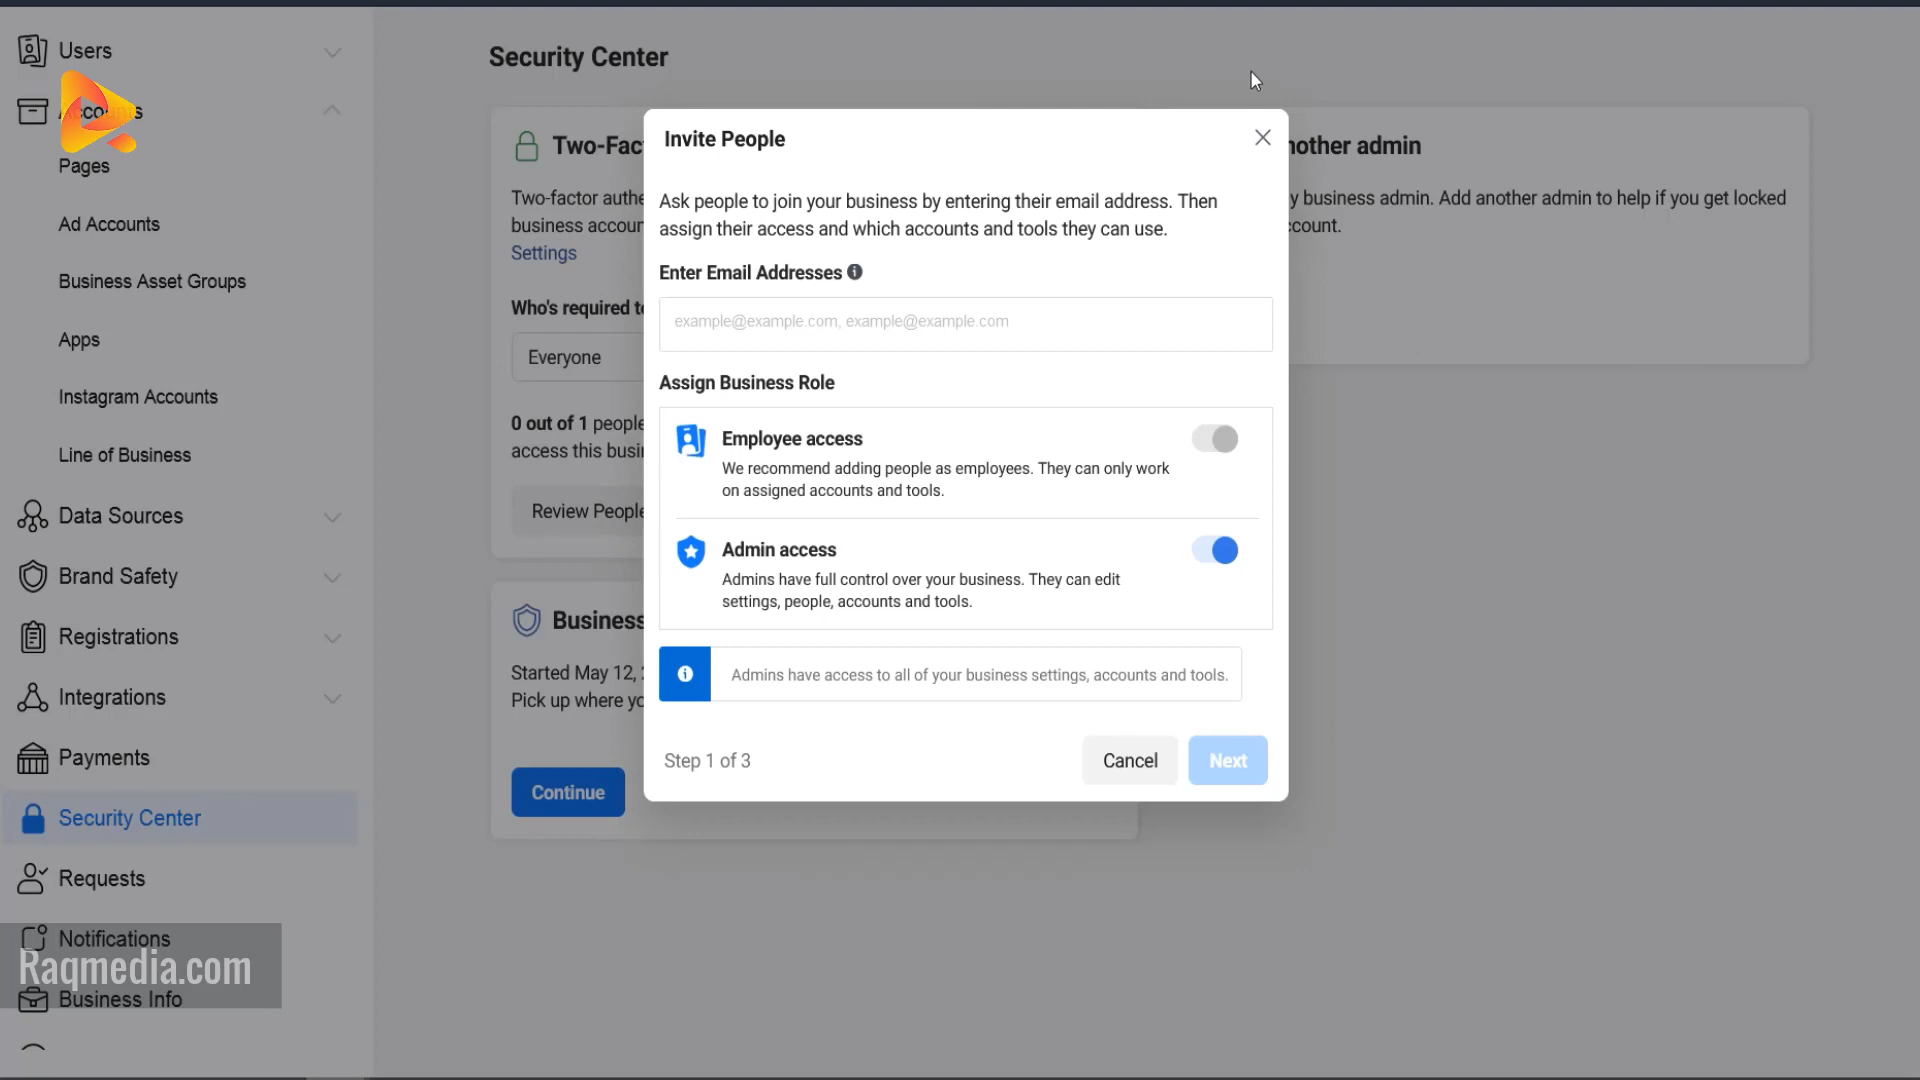 Users
Accounts
Pages
Ad Accounts
Business Asset Groups
Apps
Instagram Accounts
Line of Business
Data Sources
Brand Safety
Registrations
Integrations
Payments
Security Center
Requests
Notifications
Raqmedia.com
Business Info
Security Center
Two-Fac
Two-factor authe
business accoun
Settings
Who's required to
Everyone
0 out of 1 people
access this busi
Review People
Business
Started May 12,
Pick up where yo
Continue
nother admin
y business admin. Add another admin to help if you get locked
ccount.
Invite People
Ask people to join your business by entering their email address. Then
assign their access and which accounts and tools they can use.
Enter Email Addresses
example@example.com, example@example.com
Assign Business Role
Employee access
We recommend adding people as employees. They can only work
on assigned accounts and tools.
Admin access
Admins have full control over your business. They can edit
settings, people, accounts and tools.
Admins have access to all of your business settings, accounts and tools.
Step 1 of 3
Cancel
Next